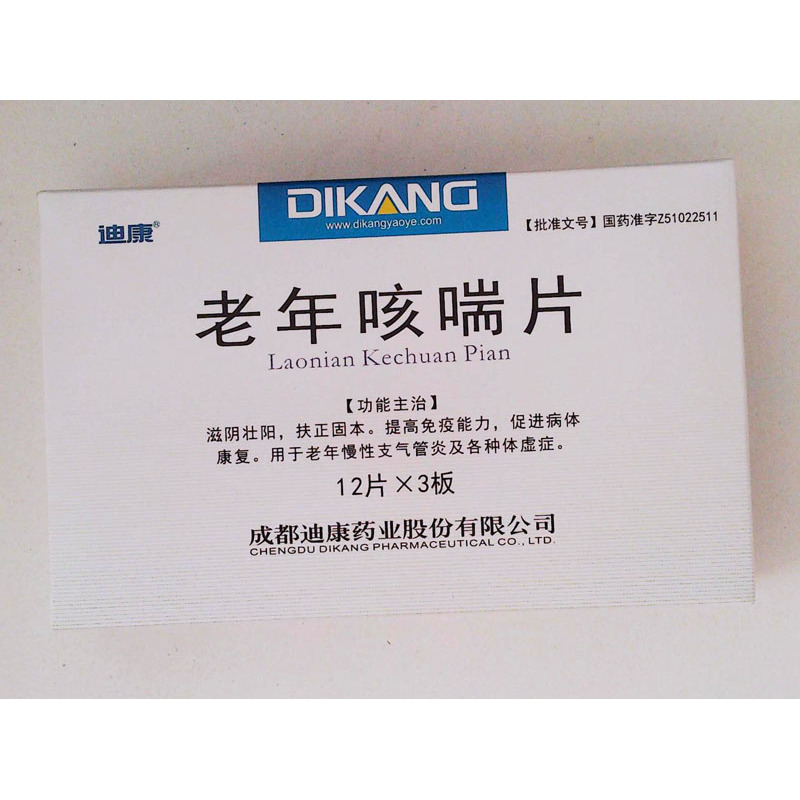 DIKANG
www.dikangyaoye.com
迪康®
【批准文号】国药准字Z51022511
老年咳喘片
Laonian Kechuan Pian
【功能主治】
滋阴壮阳，扶正固本。提高免疫能力，促进病体
康复。用于老年慢性支气管炎及各种体虚症。
12片×3板
成都迪康药业股份有限公司
CHENGDU DIKANG PHARMACEUTICAL CO., LTD.